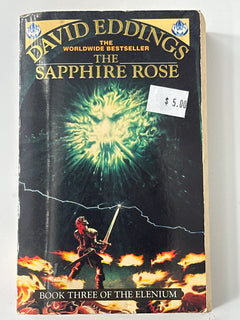 DAVID EDDINGS
THE
WORLDWIDE BESTSELLER
THE
SAPPHIRE ROSE
$ 5.00
BOOK THREE OF THE ELENIUM